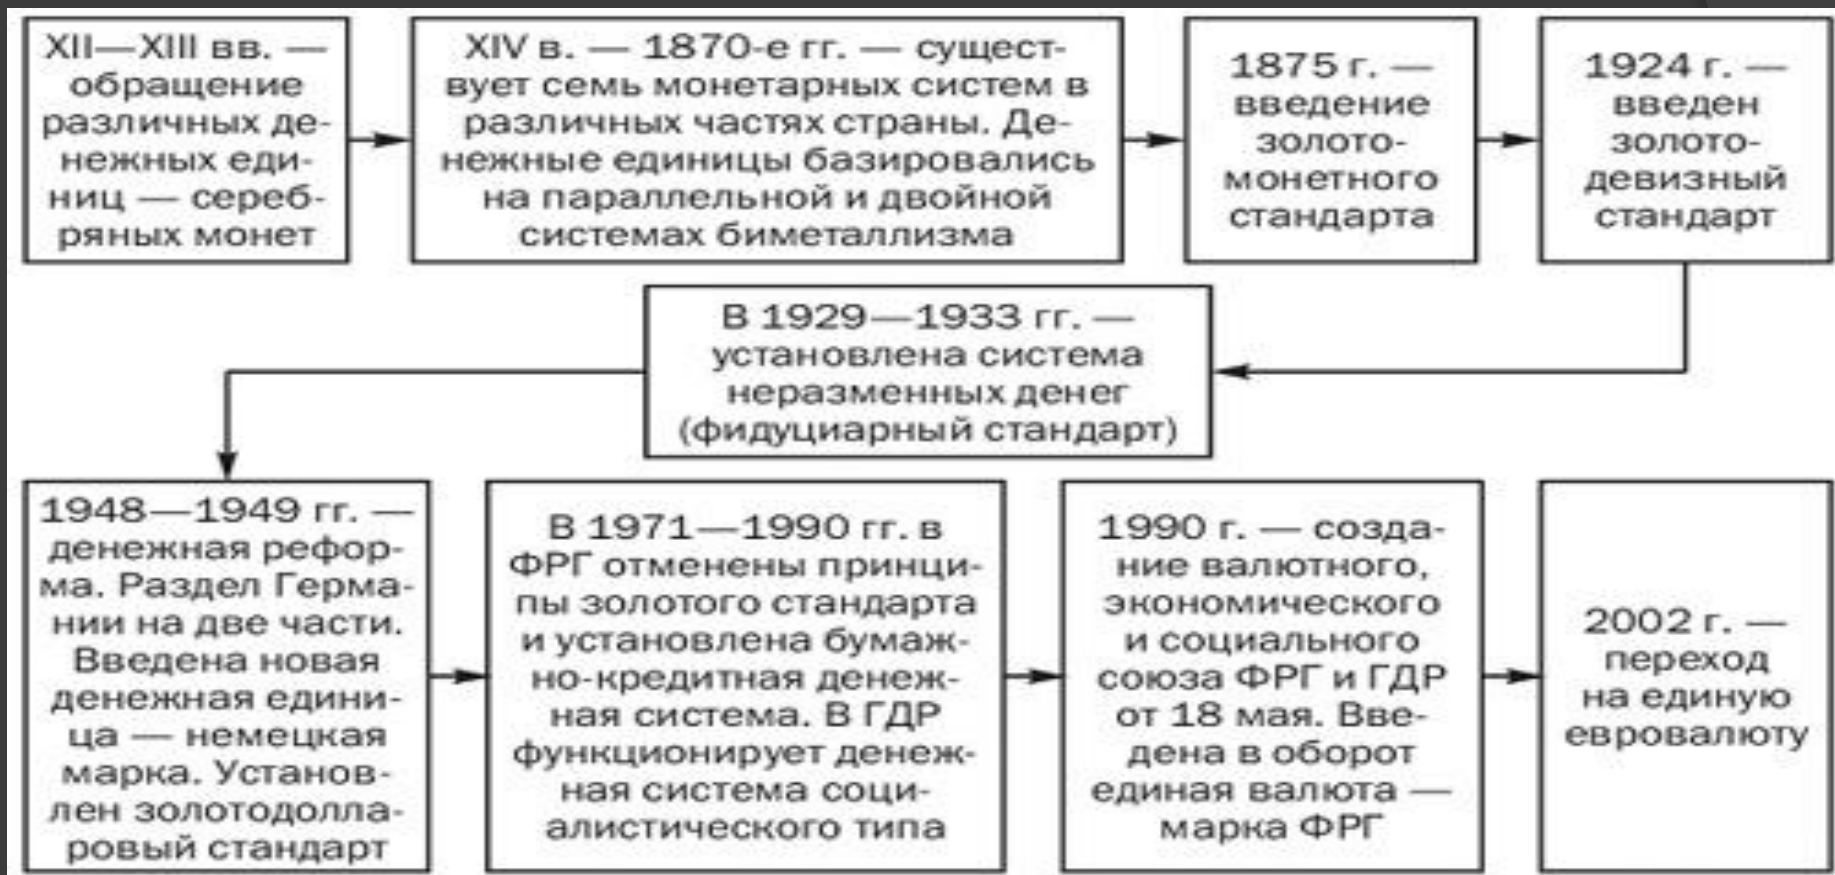 XII—XIII вв. —
обращение
различных де-
нежных еди-
ниц — сереб-
ряных монет
XIV в. — 1870-е гг. — сущест-
вует семь монетарных систем в
различных частях страны. Де-
нежные единицы базировались
на параллельной и двойной
системах биметаллизма
1875 г. —
введение
золото-
монетного
стандарта
1924 г. —
введен
золото-
девизный
стандарт
В 1929—1933 гг. —
установлена система
неразменных денег
(фидуциарный стандарт)
1948—1949 гг. —
денежная рефор-
ма. Раздел Герма-
нии на две части.
Введена новая
денежная едини-
ца — немецкая
марка. Установ-
лен золотодолла-
ровый стандарт
В 1971—1990 гг. в
ФРГ отменены принци-
пы золотого стандарта
и установлена бумаж-
но-кредитная денеж-
ная система. В ГДР
функционирует денеж-
ная система соци-
алистического типа
1990 г. — созда-
ние валютного,
экономического
и социального
союза ФРГ и ГДР
от 18 мая. Вве-
дена в оборот
единая валюта —
марка ФРГ
2002 г. —
переход
на единую
евровалюту